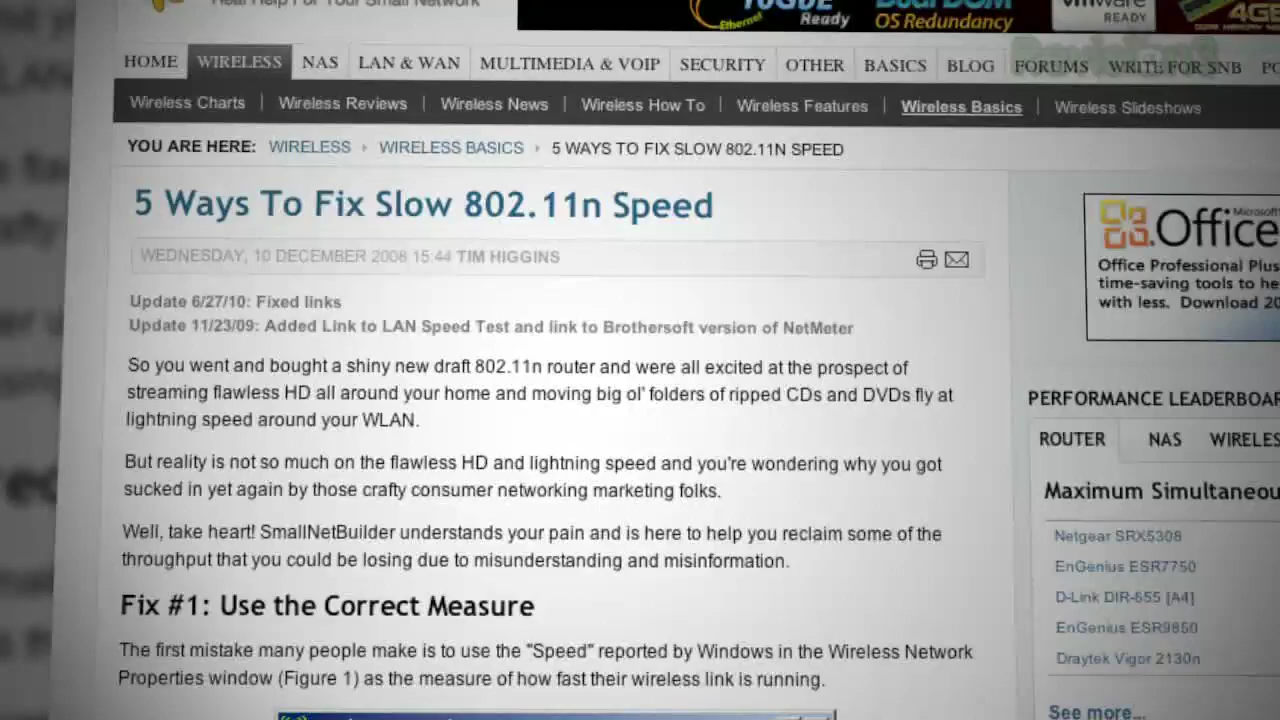 Real Help For Your Small Network
Ethernet
Ready
OS Redundancy
vmware
READY
4GB
HOME WIRELESS NAS LAN & WAN MULTIMEDIA & VOIP SECURITY OTHER BASICS BLOG FORUMS WRITE FOR SNB
Wireless Charts | Wireless Reviews | Wireless News | Wireless How To | Wireless Features | Wireless Basics | Wireless Slideshows
YOU ARE HERE: WIRELESS › WIRELESS BASICS › 5 WAYS TO FIX SLOW 802.11N SPEED
5 Ways To Fix Slow 802.11n Speed
WEDNESDAY, 10 DECEMBER 2008 15:44 TIM HIGGINS
Update 6/27/10: Fixed links
Update 11/23/09: Added Link to LAN Speed Test and link to Brothersoft version of NetMeter
So you went and bought a shiny new draft 802.11n router and were all excited at the prospect of
streaming flawless HD all around your home and moving big ol' folders of ripped CDs and DVDs fly at
lightning speed around your WLAN.
But reality is not so much on the flawless HD and lightning speed and you're wondering why you got
sucked in yet again by those crafty consumer networking marketing folks.
Well, take heart! SmallNetBuilder understands your pain and is here to help you reclaim some of the
throughput that you could be losing due to misunderstanding and misinformation.
Fix #1: Use the Correct Measure
The first mistake many people make is to use the "Speed" reported by Windows in the Wireless Network
Properties window (Figure 1) as the measure of how fast their wireless link is running.
Microsoft
Office
Office Professional Plus
time-saving tools to he
with less. Download 20
PERFORMANCE LEADERBOAR
ROUTER NAS WIRELES
Maximum Simultaneou
Netgear SRX5308
EnGenius ESR7750
D-Link DIR-655 [A4]
EnGenius ESR9850
Draytek Vigor 2130n
See more...